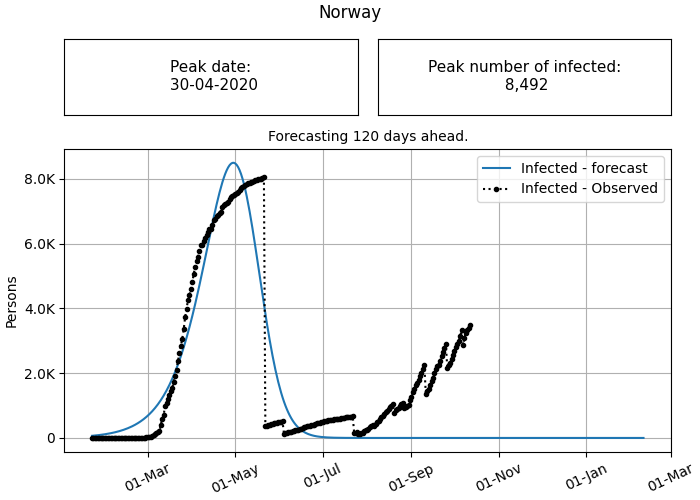 Norway
Peak date:
30-04-2020
Peak number of infected:
8,492
Forecasting 120 days ahead.
Infected - forecast
Infected - Observed
Persons
8.0K
6.0K
4.0K
2.0K
0
01-Mar
01-May
01-Jul
01-Sep
01-Nov
01-Jan
01-Mar